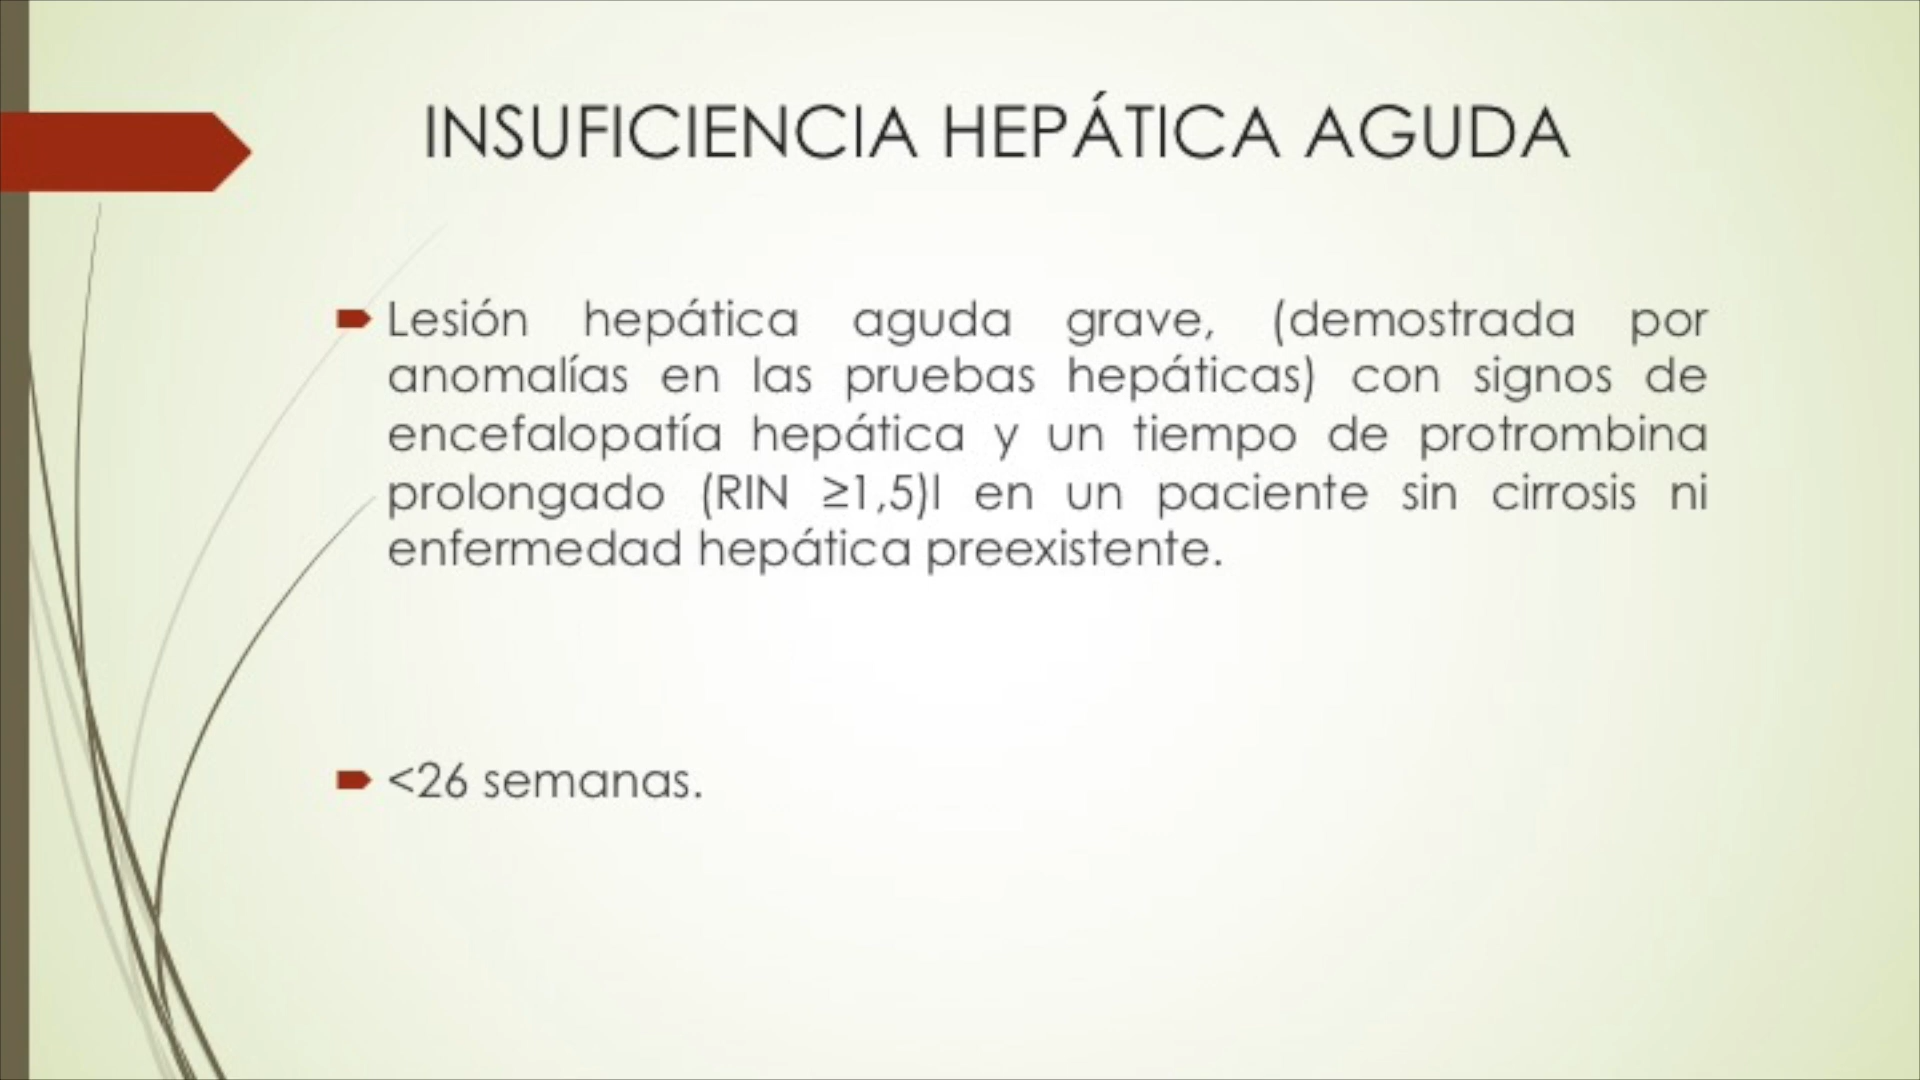 INSUFICIENCIA HEPÁTICA AGUDA
Lesión hepática aguda grave, (demostrada por
anomalías en las pruebas hepáticas) con signos de
encefalopatía hepática y un tiempo de protrombina
prolongado (RIN ≥1,5)l en un paciente sin cirrosis ni
enfermedad hepática preexistente.
<26 semanas.